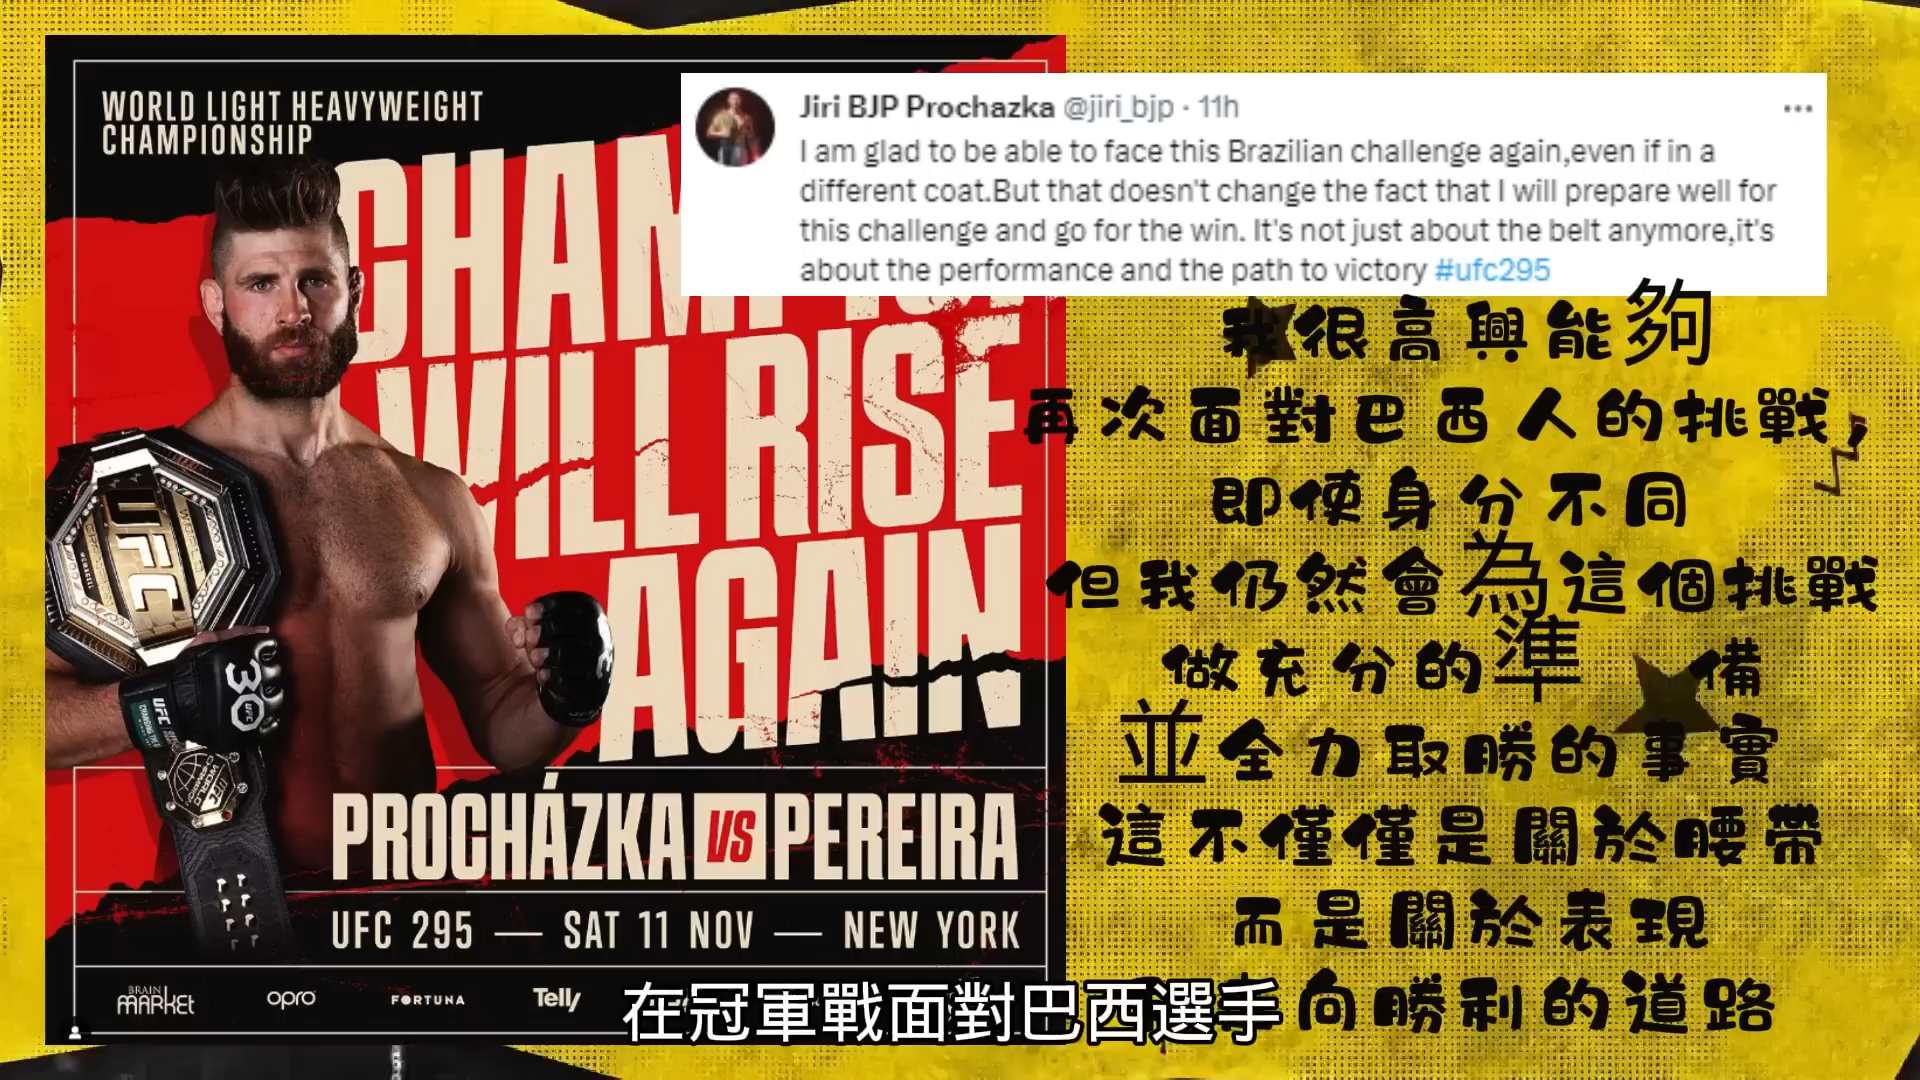 WORLD LIGHT HEAVYWEIGHT
CHAMPIONSHIP
WILL RISE
AGAIN
UFC
30
UFC
PROCHÁZKA VS PEREIRA
UFC 295 — SAT 11 NOV — NEW YORK
BRAIN
MARKET
opro
FORTUNA
Telly
Jiri BJP Prochazka @jiri_bjp · 11h
I am glad to be able to face this Brazilian challenge again,even if in a
different coat.But that doesn't change the fact that I will prepare well for
this challenge and go for the win. It's not just about the belt anymore,it's
about the performance and the path to victory #ufc295
我很高興能夠
再次面對巴西人的挑戰,
即使身分不同
但我仍然會為這個挑戰
做充分的準備
並全力取勝的事實
這不僅僅是關於腰帶
而是關於表現
向勝利的道路
在冠軍戰面對巴西選手